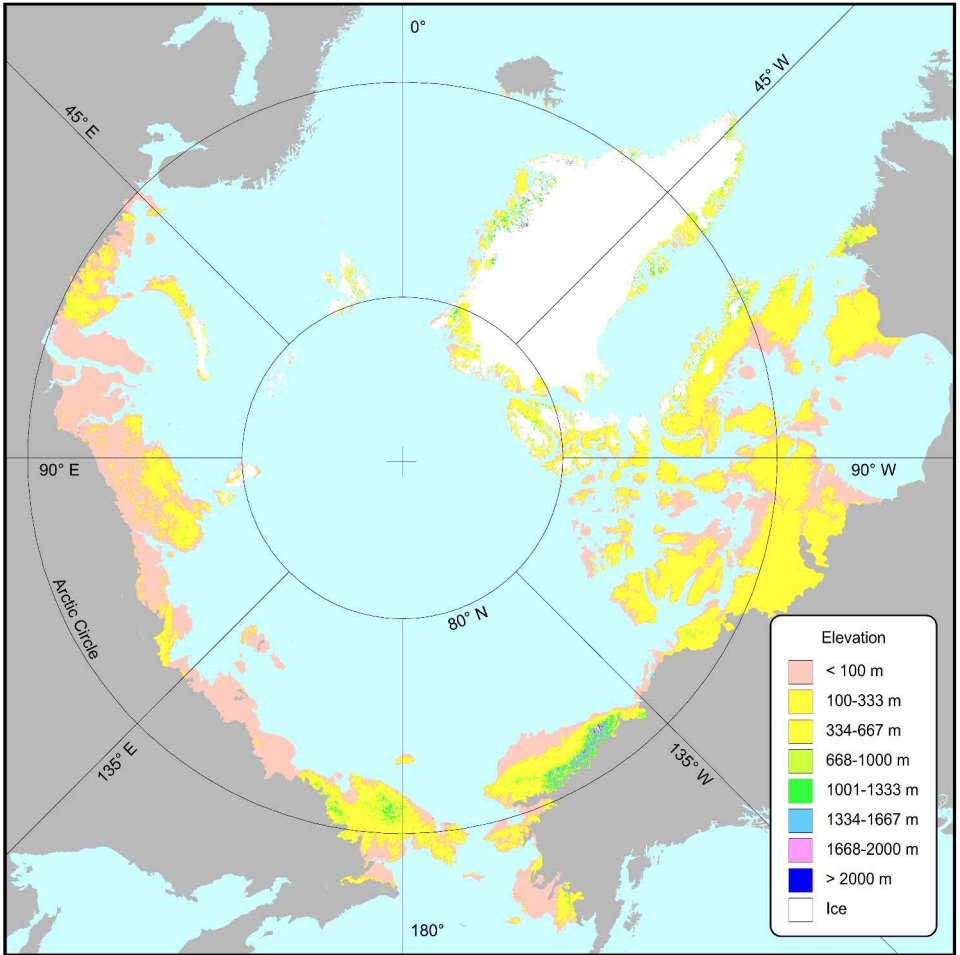 0°
45° E
45° W
90° E
90° W
Arctic Circle
80° N
135° E
135° W
180°
Elevation
< 100 m
100-333 m
334-667 m
668-1000 m
1001-1333 m
1334-1667 m
1668-2000 m
> 2000 m
Ice